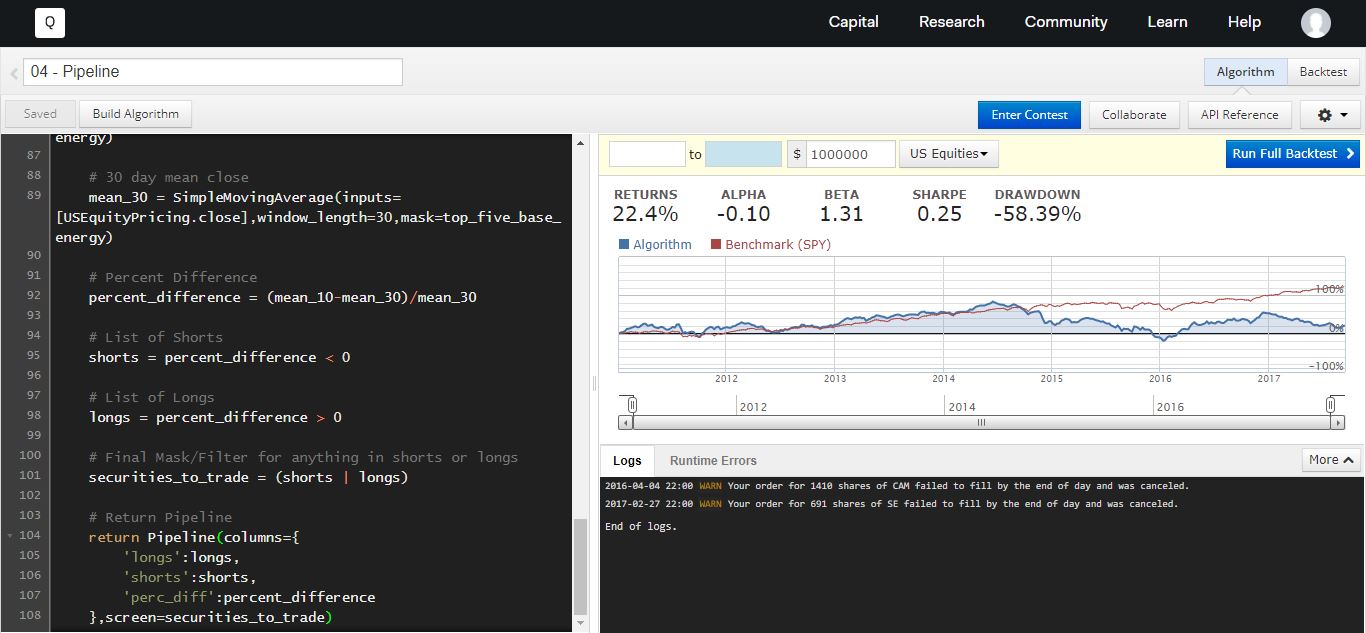 Q
Capital Research Community Learn Help
04 - Pipeline
Algorithm Backtest
Saved Build Algorithm
Enter Contest Collaborate API Reference
energy)
87
88 # 30 day mean close
89 mean_30 = SimpleMovingAverage(inputs=
[USEquityPricing.close],window_length=30,mask=top_five_base_
energy)
90
91 # Percent Difference
92 percent_difference = (mean_10-mean_30)/mean_30
93
94 # List of Shorts
95 shorts = percent_difference < 0
96
97 # List of Longs
98 longs = percent_difference > 0
99
100 # Final Mask/Filter for anything in shorts or longs
101 securities_to_trade = (shorts | longs)
102
103 # Return Pipeline
104 return Pipeline(columns={
105 'longs':longs,
106 'shorts':shorts,
107 'perc_diff':percent_difference
108 },screen=securities_to_trade)
to $ 1000000 US Equities Run Full Backtest
RETURNS ALPHA BETA SHARPE DRAWDOWN
22.4% -0.10 1.31 0.25 -58.39%
Algorithm Benchmark (SPY)
100%
0%
-100%
2012 2013 2014 2015 2016 2017
2012 2014 2016
Logs Runtime Errors More
2016-04-04 22:00 WARN Your order for 1410 shares of CAM failed to fill by the end of day and was canceled.
2017-02-27 22:00 WARN Your order for 691 shares of SE failed to fill by the end of day and was canceled.
End of logs.